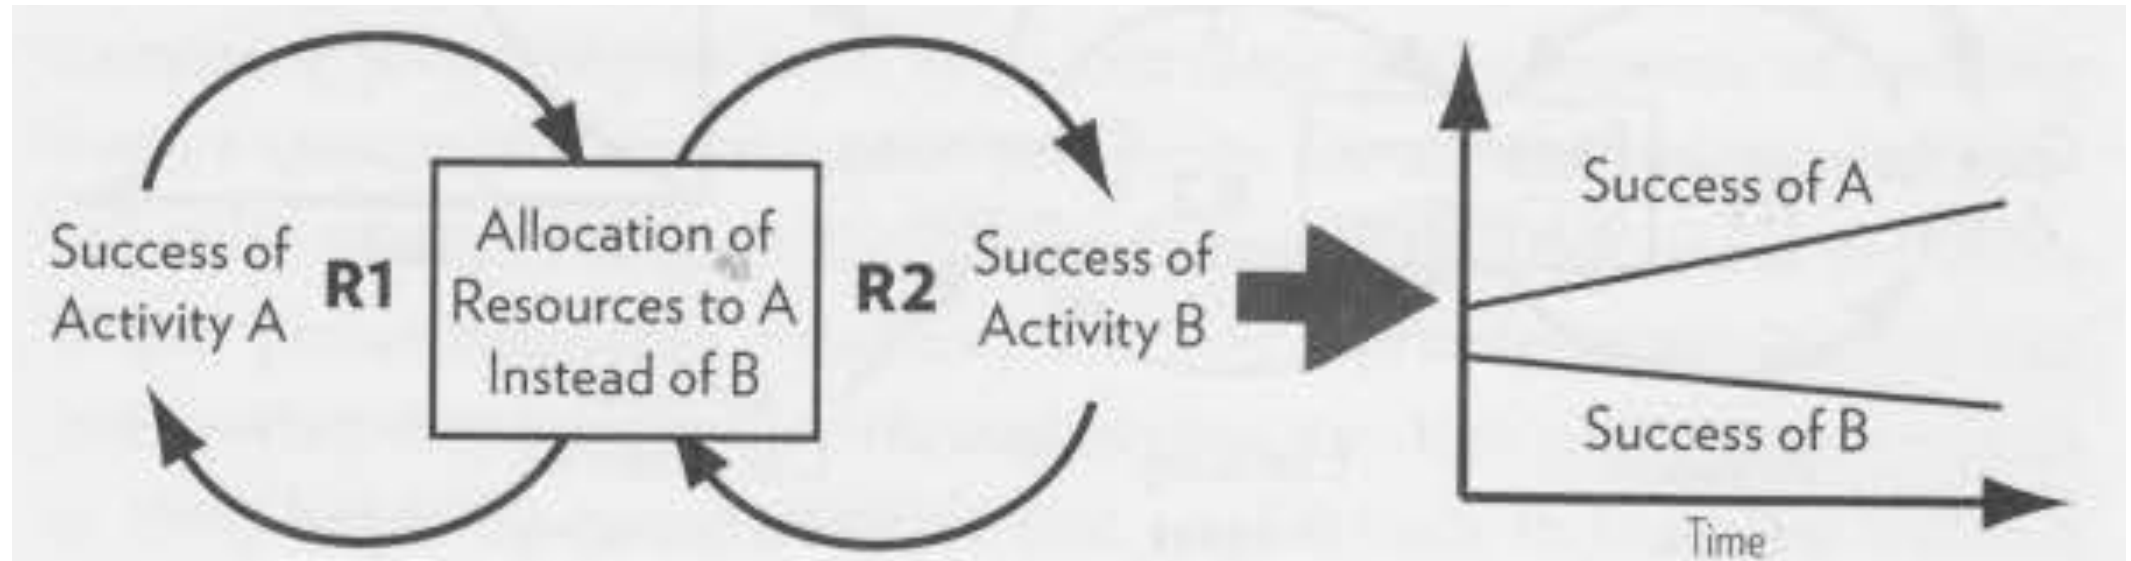 Success of
Activity A
R1
Allocation of
Resources to A
Instead of B
R2
Success of
Activity B
Success of A
Success of B
Time